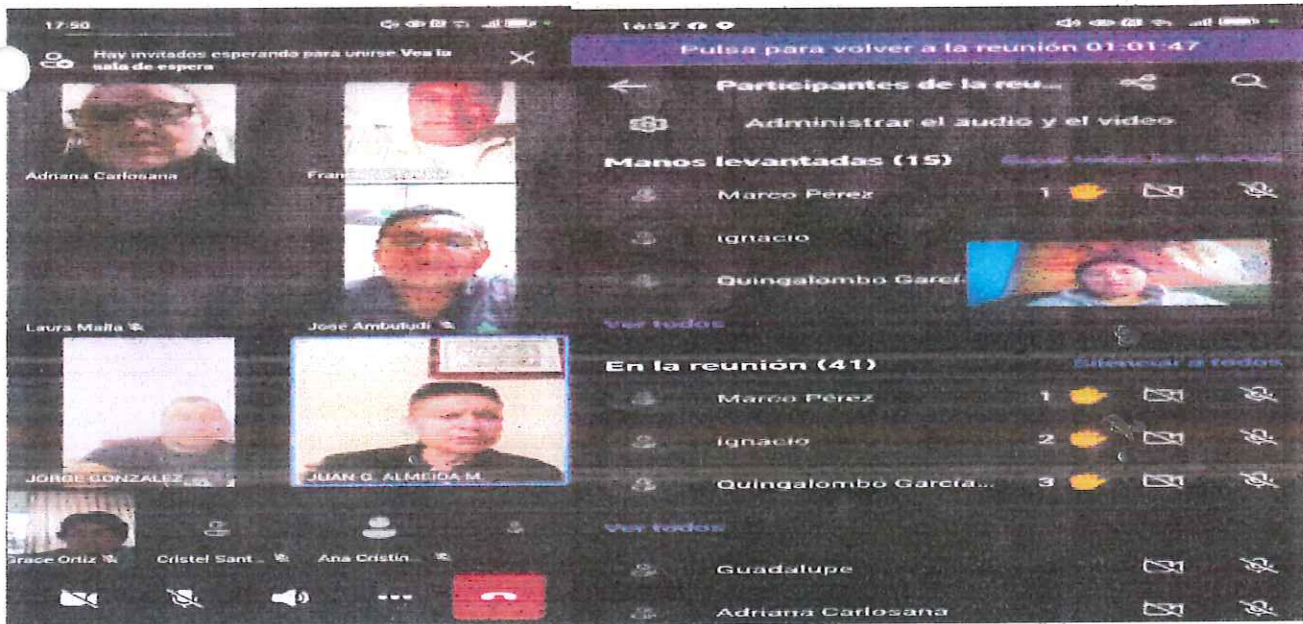 17:50
Hay invitados esperando para unirse Vea la
sala de espera
Adriana Carlosana
Laura Malla
José Ambuludi
JORGE GONZALEZ
JUAN G. ALMEIDA M.
Grace Ortiz
Cristel Sant...
Ana Cristin...
16:57
Pulsa para volver a la reunión 01:01:47
Participantes de la reu...
Administrar el audio y el video
Manos levantadas (15)
Marco Pérez 1
Ignacio
Quingalombo García
Ver todos
En la reunión (41)
Silenciar a todos
Marco Pérez 1
Ignacio 2
Quingalombo García... 3
Ver todos
Guadalupe
Adriana Carlosana